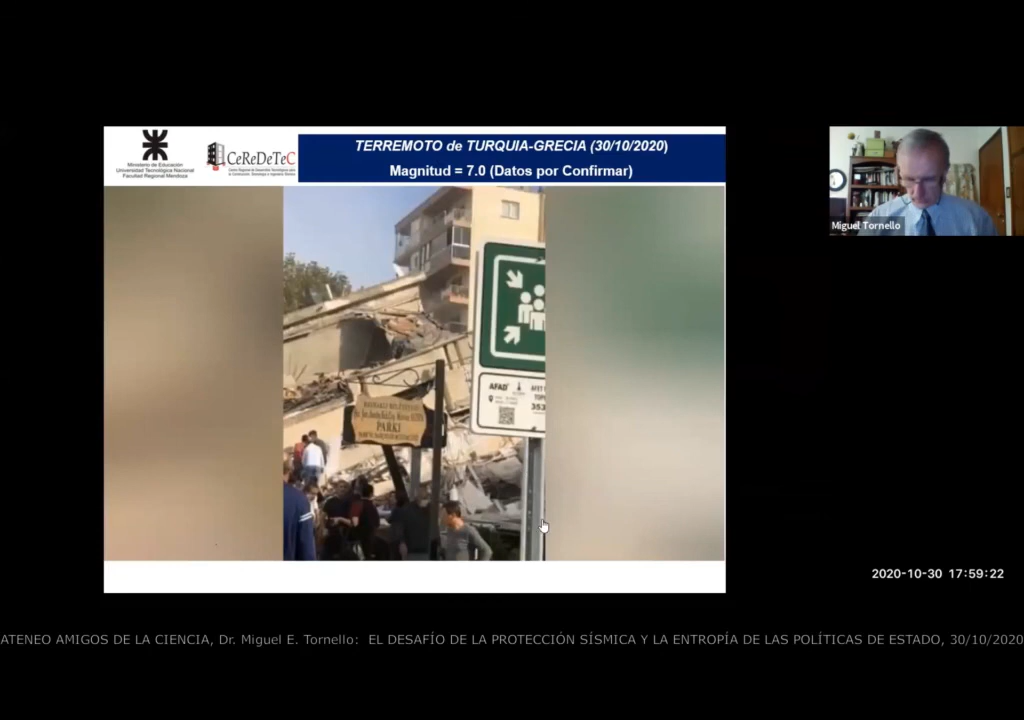 Ministerio de Educación
Universidad Tecnológica Nacional
Facultad Regional Mendoza
CeReDeTeC
TERREMOTO de TURQUIA-GRECIA (30/10/2020)
Magnitud = 7.0 (Datos por Confirmar)
AFAD
353
PARKI
Miguel Tornello
2020-10-30 17:59:22
ATENEO AMIGOS DE LA CIENCIA, Dr. Miguel E. Tornello: EL DESAFÍO DE LA PROTECCIÓN SÍSMICA Y LA ENTROPÍA DE LAS POLÍTICAS DE ESTADO, 30/10/2020